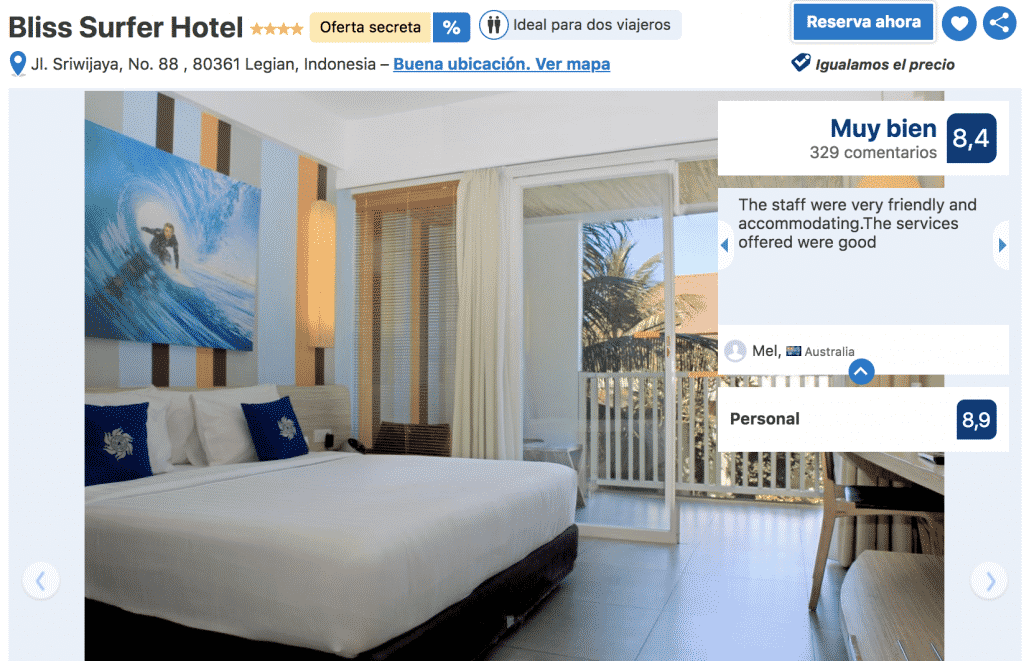 Bliss Surfer Hotel
Oferta secreta
%
Ideal para dos viajeros
Reserva ahora
Jl. Sriwijaya, No. 88 , 80361 Legian, Indonesia – Buena ubicación. Ver mapa
Igualamos el precio
Muy bien
8,4
329 comentarios
The staff were very friendly and
accommodating.The services
offered were good
Mel, Australia
Personal
8,9